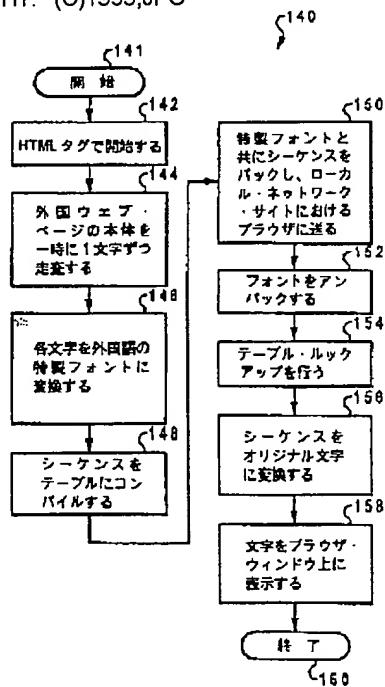 (C)1999,JPO
140
141
開始
142
HTMLタグで開始する
144
外国ウェブ・
ページの本体を
一時に1文字ずつ
走査する
146
各文字を外国語の
特製フォントに
変換する
148
シーケンスを
テーブルにコン
パイルする
150
特製フォントと
共にシーケンスを
パックし、ローカ
ル・ネットワーク
・サイトにおける
ブラウザに送る
152
フォントをアン
パックする
154
テーブル・ルック
アップを行う
156
シーケンスを
オリジナル文字
に変換する
158
文字をブラウザ・
ウィンドウ上に
表示する
終了
160